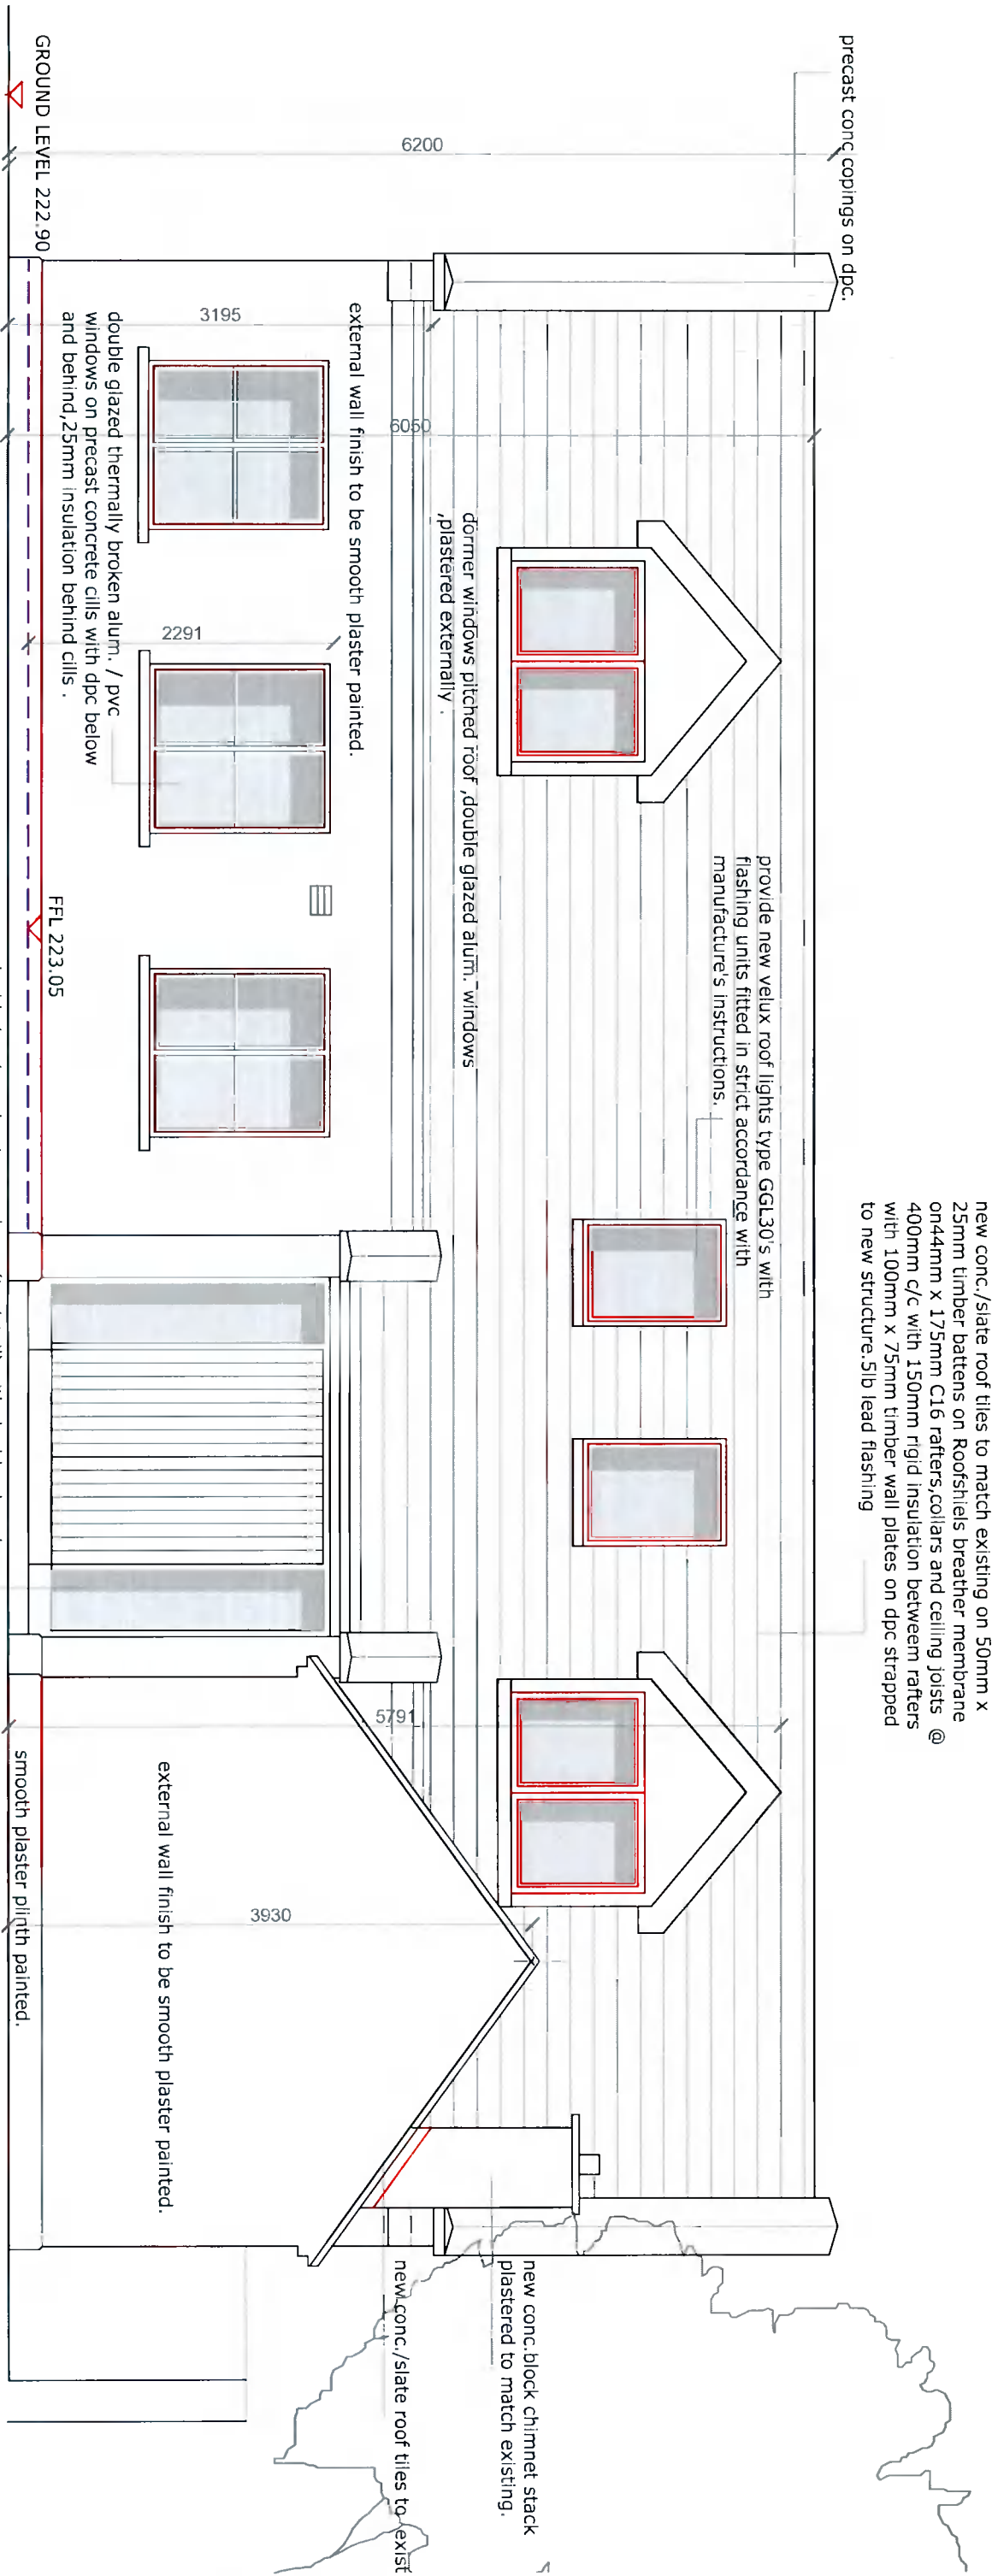 new conc./slate roof tiles to match existing on 50mm x
25mm timber battens on Roofshiels breather membrane
on44mm x 175mm C16 rafters,collars and ceiling joists @
400mm c/c with 150mm rigid insulation betweem rafters
with 100mm x 75mm timber wall plates on dpc strapped
to new structure.5lb lead flashing
precast conc copings on dpc.
6200
provide new velux roof lights type GGL30's with
flashing units fitted in strict accordance with
manufacture's instructions.
6050
dormer windows pitched roof ,double glazed alum. windows
,plastered externally .
new conc.block chimnet stack
plastered to match existing.
new conc./slate roof tiles to exist
5791
external wall finish to be smooth plaster painted.
3195
2291
3930
external wall finish to be smooth plaster painted.
double glazed thermally broken alum. / pvc
windows on precast concrete cills with dpc below
and behind,25mm insulation behind cills .
GROUND LEVEL 222.90
FFL 223.05
smooth plaster plinth painted.